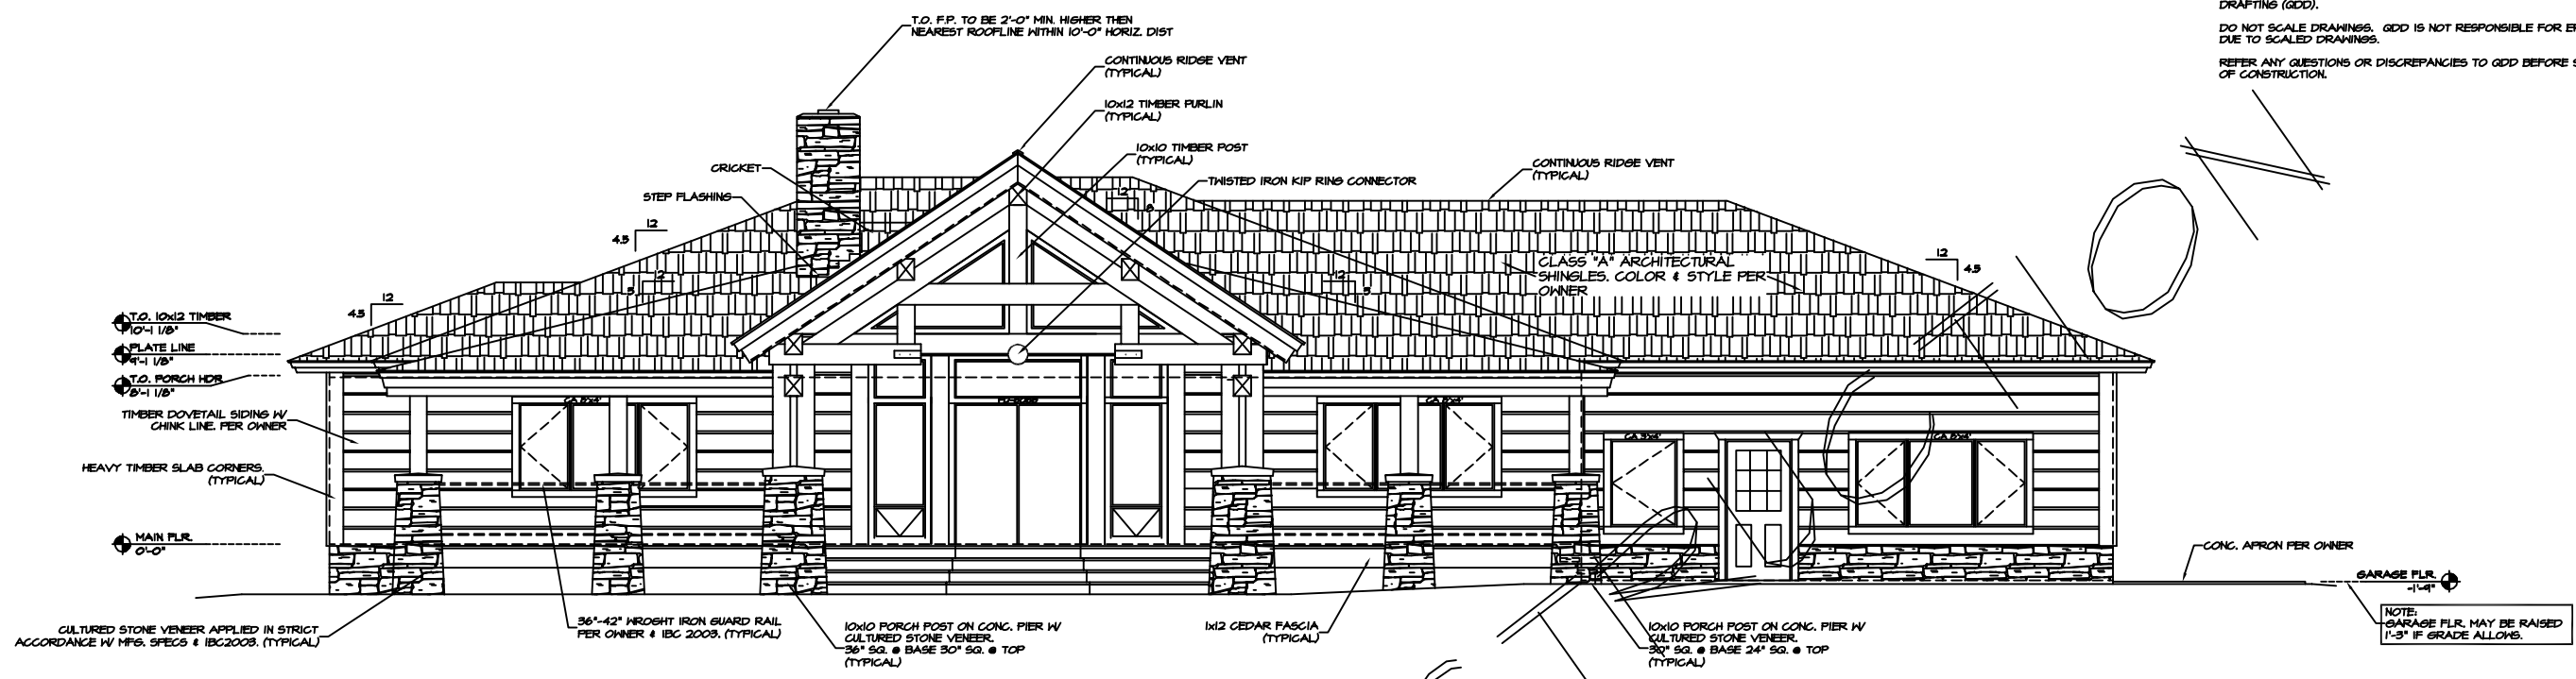 DRAFTING (QDD).
DO NOT SCALE DRAWINGS. QDD IS NOT RESPONSIBLE FOR
DUE TO SCALED DRAWINGS.
REFER ANY QUESTIONS OR DISCREPANCIES TO QDD BEFORE
OF CONSTRUCTION.
T.O. F.P. TO BE 2'-0" MIN. HIGHER THEN
NEAREST ROOFLINE WITHIN 10'-0" HORIZ. DIST
CONTINUOUS RIDGE VENT
(TYPICAL)
10x12 TIMBER PURLIN
(TYPICAL)
10x10 TIMBER POST
(TYPICAL)
TWISTED IRON KIP RING CONNECTOR
CONTINUOUS RIDGE VENT
(TYPICAL)
CRICKET
STEP FLASHING
12
8
12
4.5
12
5
12
4.5
12
5
12
4.5
CLASS "A" ARCHITECTURAL
SHINGLES. COLOR & STYLE PER
OWNER
T.O. 10x12 TIMBER
10'-1 1/8"
PLATE LINE
9'-1 1/8"
T.O. PORCH HDR
8'-1 1/8"
TIMBER DOVETAIL SIDING W/
CHINK LINE. PER OWNER
HEAVY TIMBER SLAB CORNERS.
(TYPICAL)
MAIN FLR.
0'-0"
CONC. APRON PER OWNER
GARAGE FLR.
-1'-9"
NOTE:
GARAGE FLR. MAY BE RAISED
1'-3" IF GRADE ALLOWS.
CULTURED STONE VENEER APPLIED IN STRICT
ACCORDANCE W/ MFG. SPECS & IBC2003. (TYPICAL)
36"-42" WROGHT IRON GUARD RAIL
PER OWNER & IBC 2003. (TYPICAL)
10x10 PORCH POST ON CONC. PIER W/
CULTURED STONE VENEER.
36" SQ. @ BASE 30" SQ. @ TOP
(TYPICAL)
1x12 CEDAR FASCIA
(TYPICAL)
10x10 PORCH POST ON CONC. PIER W/
CULTURED STONE VENEER.
30" SQ. @ BASE 24" SQ. @ TOP
(TYPICAL)